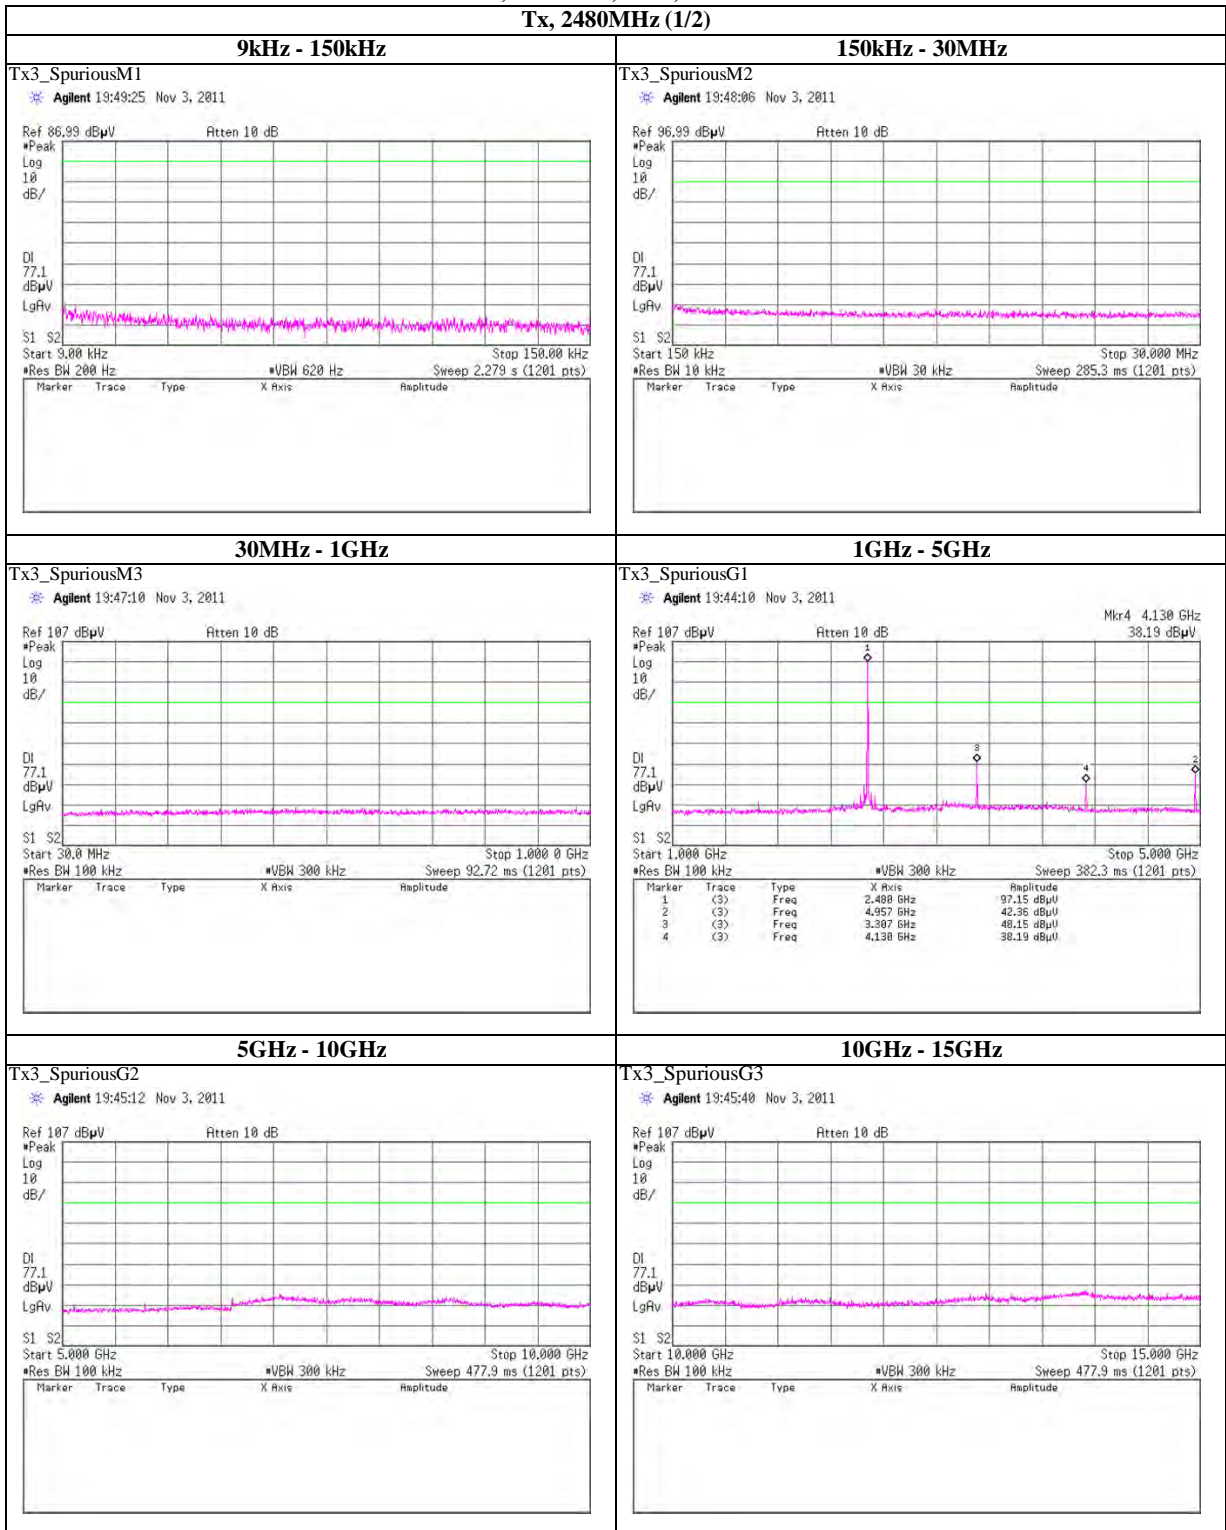 Tx, 2480MHz (1/2)
9kHz - 150kHz
Tx3_SpuriousM1
Agilent 19:49:25 Nov 3, 2011
Ref 86.99 dBµV Atten 10 dB
#Peak
Log
10
dB/
DI
77.1
dBµV
LgAv
S1 S2
Start 9.00 kHz Stop 150.00 kHz
#Res BW 200 Hz #VBW 620 Hz Sweep 2.279 s (1201 pts)
Marker Trace Type X Axis Amplitude
150kHz - 30MHz
Tx3_SpuriousM2
Agilent 19:48:06 Nov 3, 2011
Ref 96.99 dBµV Atten 10 dB
#Peak
Log
10
dB/
DI
77.1
dBµV
LgAv
S1 S2
Start 150 kHz Stop 30.000 MHz
#Res BW 10 kHz #VBW 30 kHz Sweep 285.3 ms (1201 pts)
Marker Trace Type X Axis Amplitude
30MHz - 1GHz
Tx3_SpuriousM3
Agilent 19:47:10 Nov 3, 2011
Ref 107 dBµV Atten 10 dB
#Peak
Log
10
dB/
DI
77.1
dBµV
LgAv
S1 S2
Start 30.0 MHz Stop 1.000 0 GHz
#Res BW 100 kHz #VBW 300 kHz Sweep 92.72 ms (1201 pts)
Marker Trace Type X Axis Amplitude
1GHz - 5GHz
Tx3_SpuriousG1
Agilent 19:44:10 Nov 3, 2011
Mkr4 4.130 GHz
Ref 107 dBµV Atten 10 dB 38.19 dBµV
#Peak
Log
10
dB/
1
3
4
2
DI
77.1
dBµV
LgAv
S1 S2
Start 1.000 GHz Stop 5.000 GHz
#Res BW 100 kHz #VBW 300 kHz Sweep 382.3 ms (1201 pts)
Marker Trace Type X Axis Amplitude
1 (3) Freq 2.480 GHz 97.15 dBµV
2 (3) Freq 4.957 GHz 42.36 dBµV
3 (3) Freq 3.307 GHz 48.15 dBµV
4 (3) Freq 4.130 GHz 38.19 dBµV
5GHz - 10GHz
Tx3_SpuriousG2
Agilent 19:45:12 Nov 3, 2011
Ref 107 dBµV Atten 10 dB
#Peak
Log
10
dB/
DI
77.1
dBµV
LgAv
S1 S2
Start 5.000 GHz Stop 10.000 GHz
#Res BW 100 kHz #VBW 300 kHz Sweep 477.9 ms (1201 pts)
Marker Trace Type X Axis Amplitude
10GHz - 15GHz
Tx3_SpuriousG3
Agilent 19:45:40 Nov 3, 2011
Ref 107 dBµV Atten 10 dB
#Peak
Log
10
dB/
DI
77.1
dBµV
LgAv
S1 S2
Start 10.000 GHz Stop 15.000 GHz
#Res BW 100 kHz #VBW 300 kHz Sweep 477.9 ms (1201 pts)
Marker Trace Type X Axis Amplitude